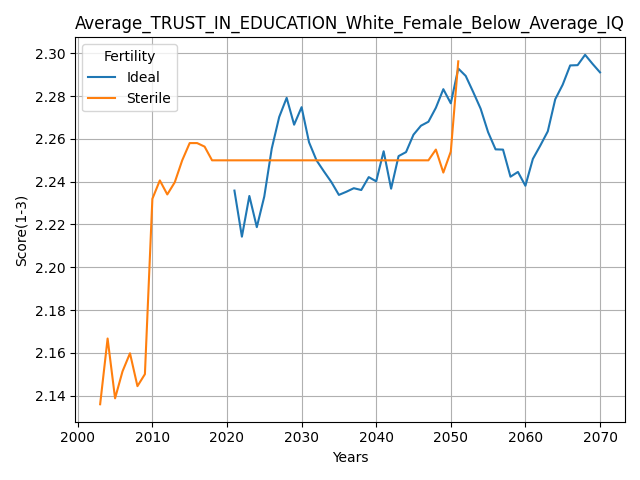 Average_TRUST_IN_EDUCATION_White_Female_Below_Average_IQ
Fertility
Ideal
Sterile
Score(1-3)
2.30
2.28
2.26
2.24
2.22
2.20
2.18
2.16
2.14
2000 2010 2020 2030 2040 2050 2060 2070
Years